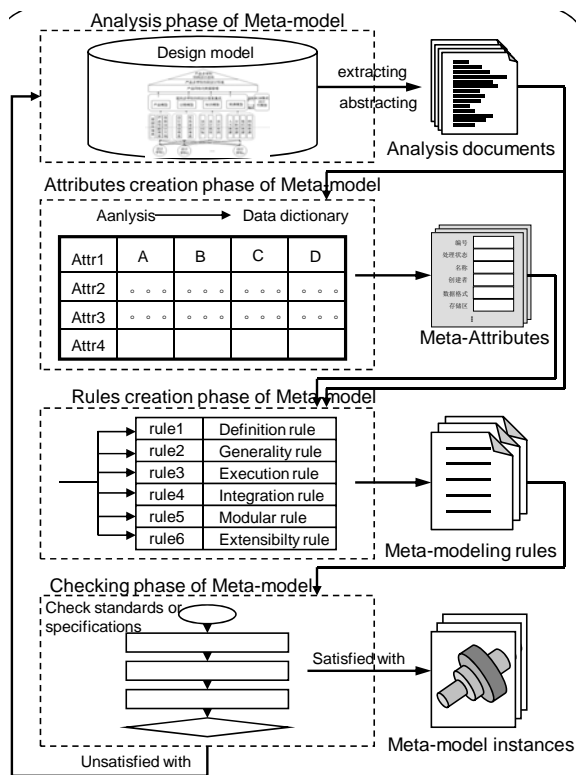 Analysis phase of Meta-model
Design model
extracting
abstracting
Analysis documents
Attributes creation phase of Meta-model
Aanlysis
Data dictionary
Attr1 A B C D
Attr2 。。。 。。。 。。。 。。。
Attr3 。。。 。。。 。。。 。。。
Attr4
编号
处理状态
名称
创建者
数据格式
存储区
Meta-Attributes
Rules creation phase of Meta-model
rule1 Definition rule
rule2 Generality rule
rule3 Execution rule
rule4 Integration rule
rule5 Modular rule
rule6 Extensibilty rule
Meta-modeling rules
Checking phase of Meta-model
Check standards or
specifications
Satisfied with
Meta-model instances
Unsatisfied with